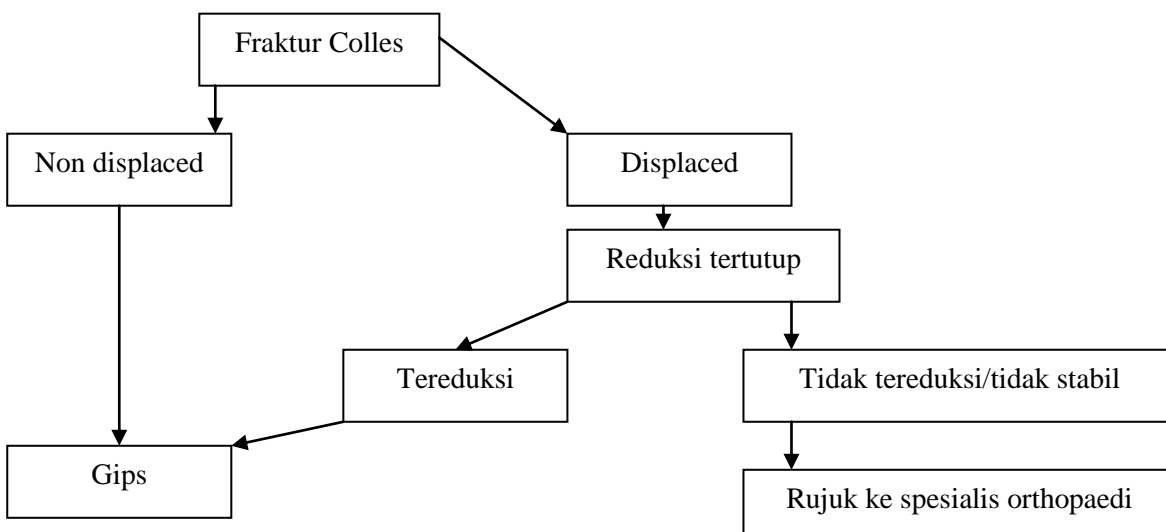 Fraktur Colles
Non displaced
Displaced
Reduksi tertutup
Tereduksi
Tidak tereduksi/tidak stabil
Gips
Rujuk ke spesialis orthopaedi